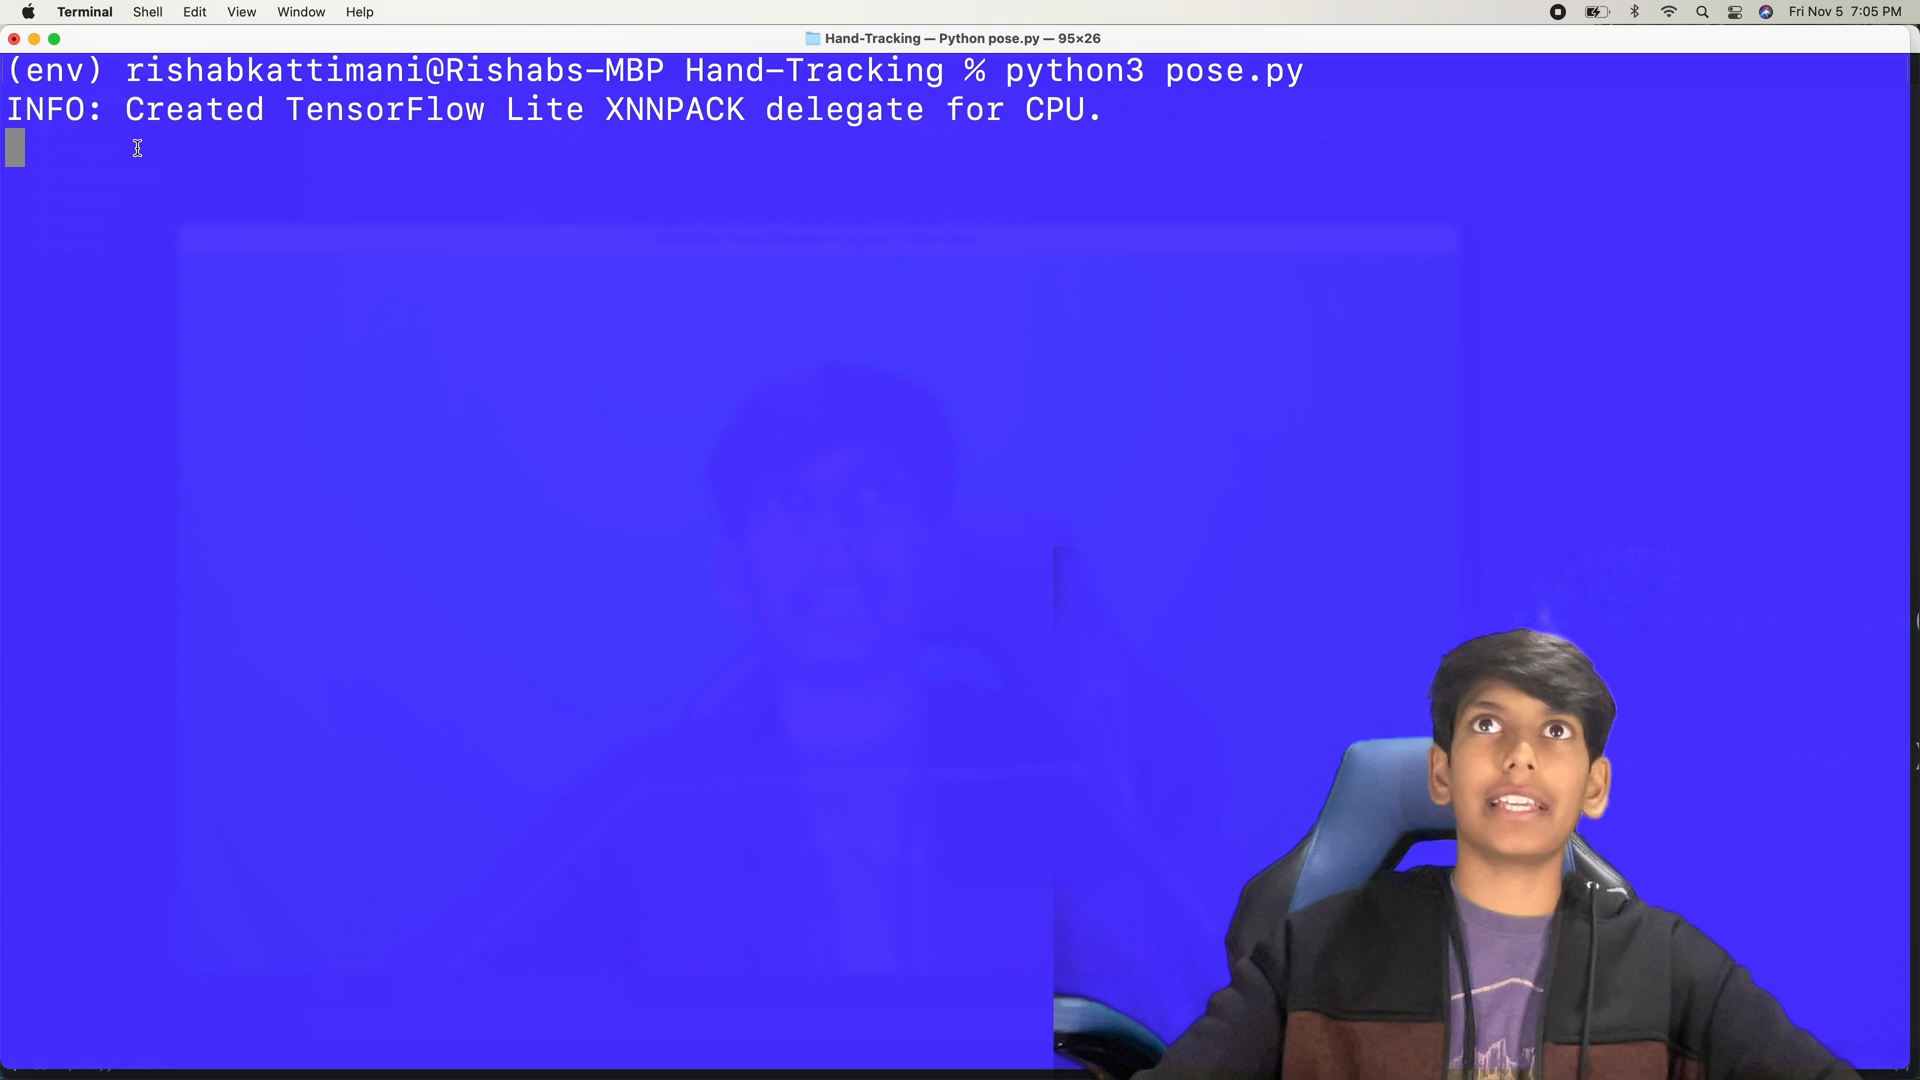 Terminal Shell Edit View Window Help Fri Nov 5 7:05 PM
Hand-Tracking — Python pose.py — 95×26
(env) rishabkattimani@Rishabs-MBP Hand-Tracking % python3 pose.py
INFO: Created TensorFlow Lite XNNPACK delegate for CPU.